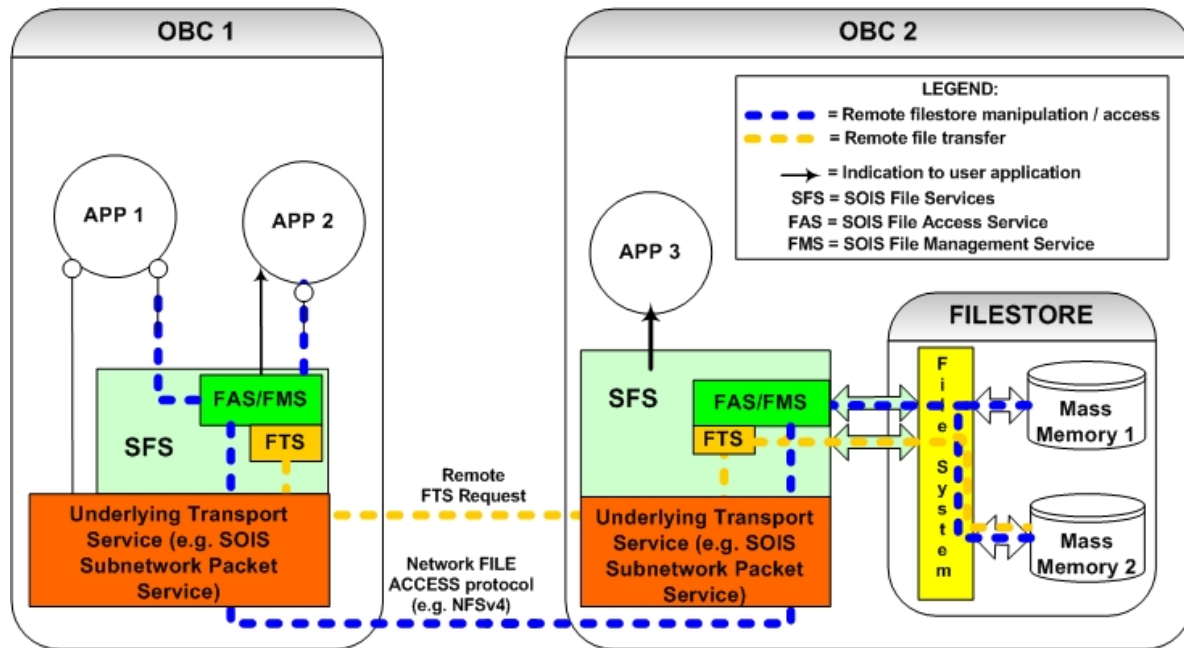 OBC 1
APP 1
APP 2
FAS/FMS
SFS
FTS
Underlying Transport
Service (e.g. SOIS
Subnetwork Packet
Service)
Remote
FTS Request
Network FILE
ACCESS protocol
(e.g. NFSv4)
OBC 2
LEGEND:
= Remote filestore manipulation / access
= Remote file transfer
= Indication to user application
SFS = SOIS File Services
FAS = SOIS File Access Service
FMS = SOIS File Management Service
APP 3
SFS
FAS/FMS
FTS
Underlying Transport
Service (e.g. SOIS
Subnetwork Packet
Service)
FILESTORE
File System
Mass
Memory 1
Mass
Memory 2